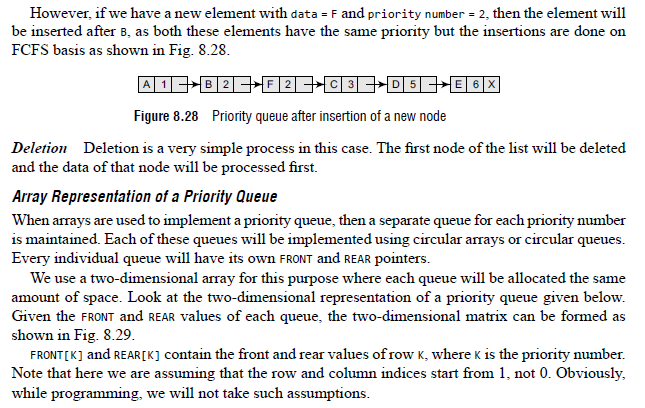 However, if we have a new element with data = F and priority number = 2, then the element will
be inserted after B, as both these elements have the same priority but the insertions are done on
FCFS basis as shown in Fig. 8.28.
A 1 B 2 F 2 C 3 D 5 E 6 X
Figure 8.28 Priority queue after insertion of a new node
Deletion Deletion is a very simple process in this case. The first node of the list will be deleted
and the data of that node will be processed first.
Array Representation of a Priority Queue
When arrays are used to implement a priority queue, then a separate queue for each priority number
is maintained. Each of these queues will be implemented using circular arrays or circular queues.
Every individual queue will have its own FRONT and REAR pointers.
We use a two-dimensional array for this purpose where each queue will be allocated the same
amount of space. Look at the two-dimensional representation of a priority queue given below.
Given the FRONT and REAR values of each queue, the two-dimensional matrix can be formed as
shown in Fig. 8.29.
FRONT[K] and REAR[K] contain the front and rear values of row K, where K is the priority number.
Note that here we are assuming that the row and column indices start from 1, not 0. Obviously,
while programming, we will not take such assumptions.